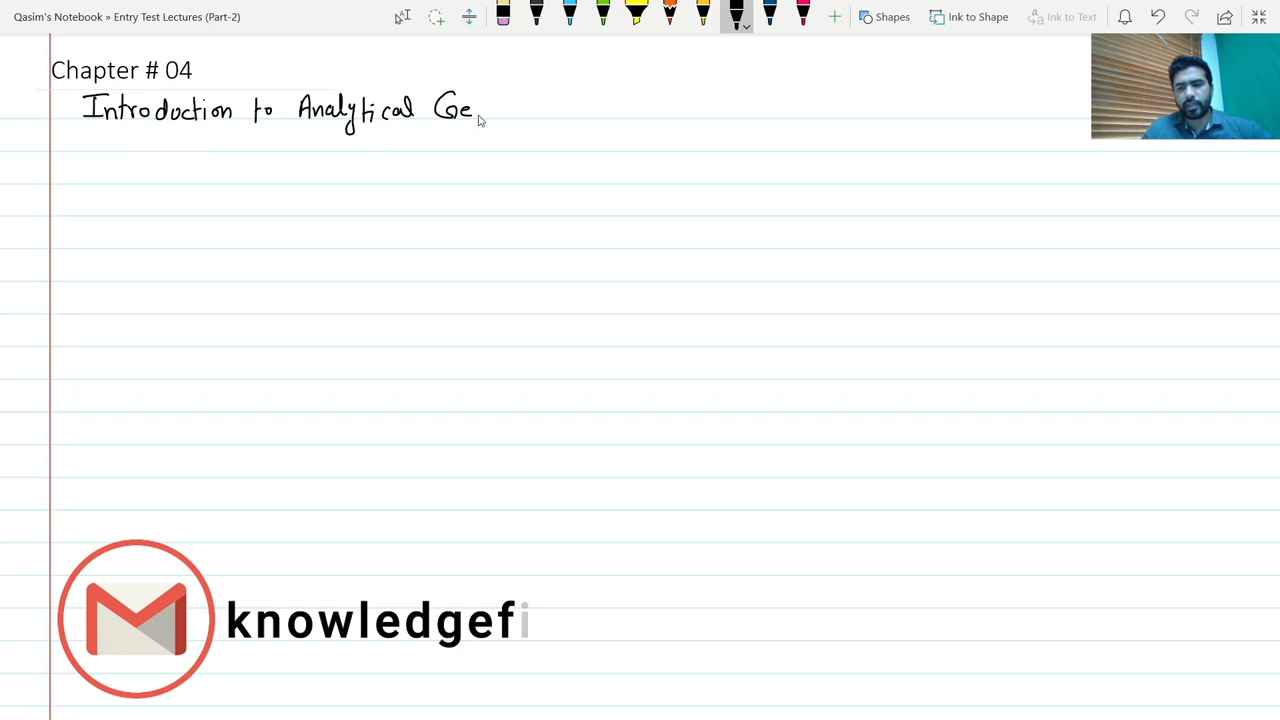 Qasim's Notebook » Entry Test Lectures (Part-2)
Shapes
Ink to Shape
Ink to Text
Chapter # 04
Introduction to Analytical Ge
knowledgefi